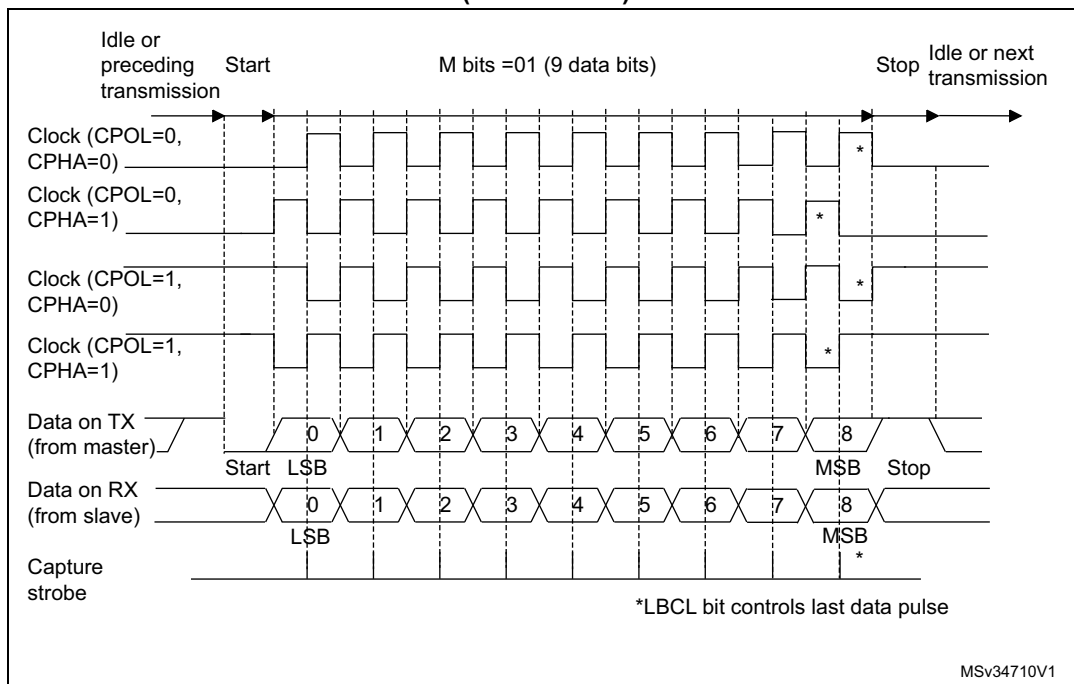 Idle or
preceding
transmission
Start
M bits =01 (9 data bits)
Stop
Idle or next
transmission
Clock (CPOL=0,
CPHA=0)
*
Clock (CPOL=0,
CPHA=1)
*
Clock (CPOL=1,
CPHA=0)
*
Clock (CPOL=1,
CPHA=1)
*
Data on TX
(from master)
0 1 2 3 4 5 6 7 8
Start LSB MSB Stop
Data on RX
(from slave)
0 1 2 3 4 5 6 7 8
LSB MSB
Capture
strobe
*
*LBCL bit controls last data pulse
MSv34710V1